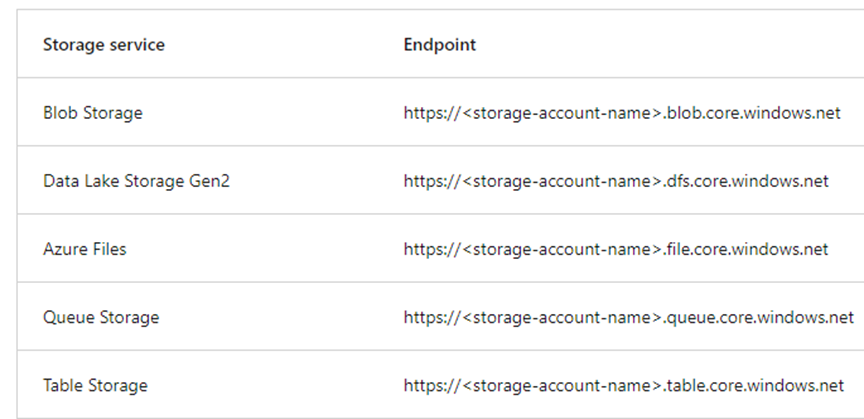 Storage service Endpoint
Blob Storage https://<storage-account-name>.blob.core.windows.net
Data Lake Storage Gen2 https://<storage-account-name>.dfs.core.windows.net
Azure Files https://<storage-account-name>.file.core.windows.net
Queue Storage https://<storage-account-name>.queue.core.windows.net
Table Storage https://<storage-account-name>.table.core.windows.net